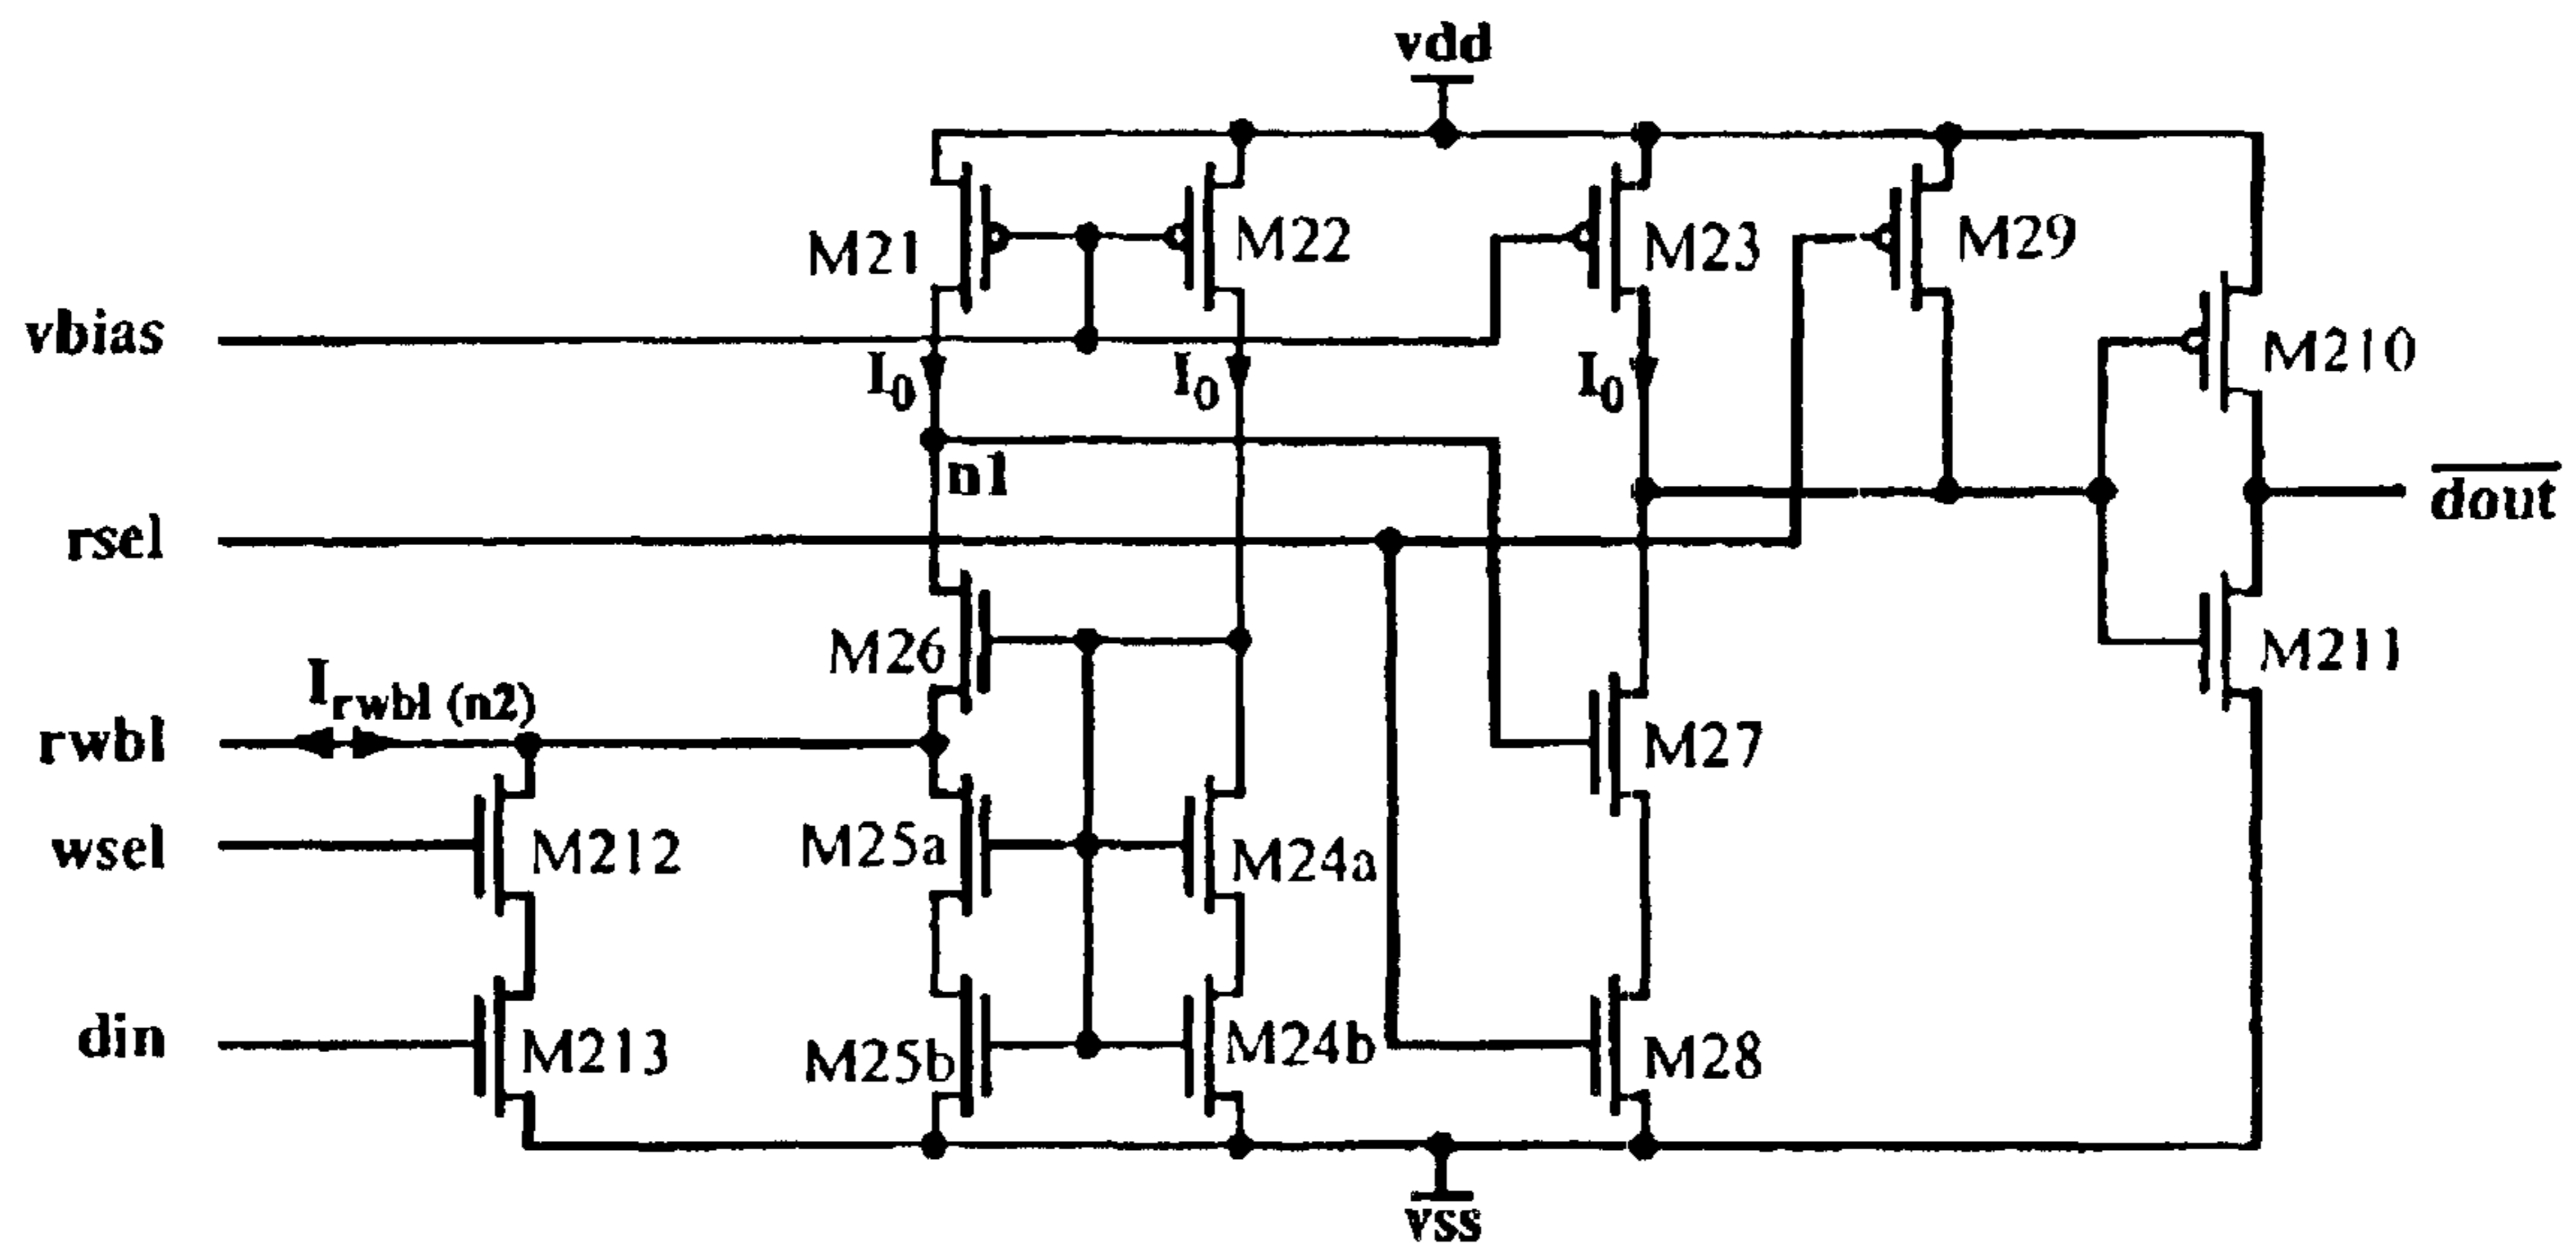 vdd
M21
M22
M23
M29
vbias
M210
I0
I0
I0
n1
dout
rsel
M26
M211
Irwbl (n2)
rwbl
M27
wsel
M212
M25a
M24a
din
M213
M25b
M24b
M28
vss